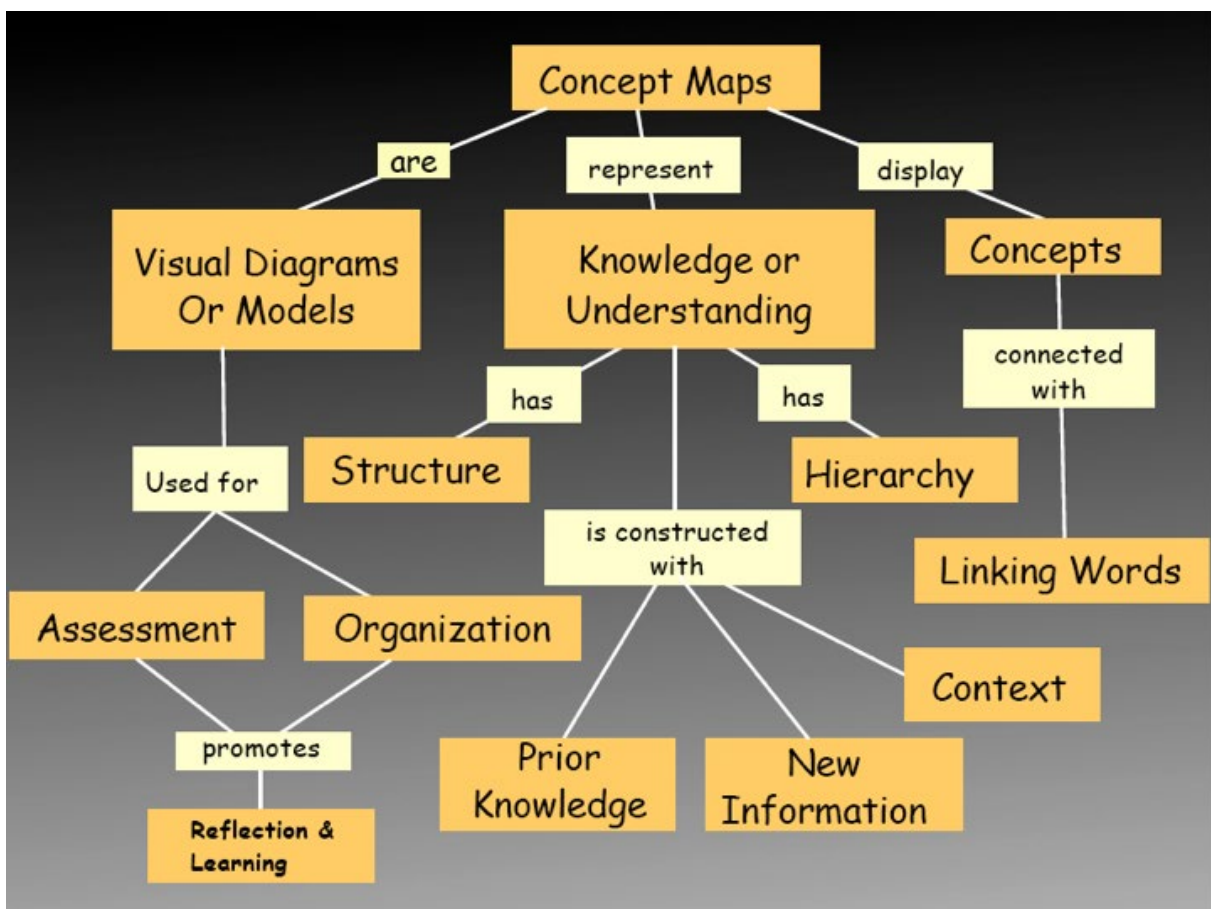 Concept Maps
are
represent
display
Visual Diagrams
Or Models
Knowledge or
Understanding
Concepts
has
has
connected
with
Used for
Structure
Hierarchy
is constructed
with
Linking Words
Assessment
Organization
Context
promotes
Prior
Knowledge
New
Information
Reflection &
Learning